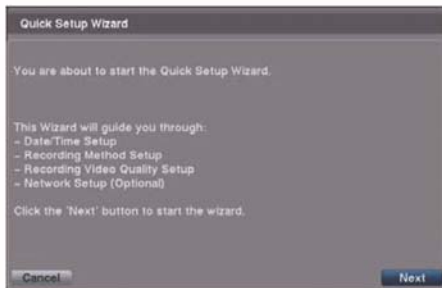 Quick Setup Wizard
You are about to start the Quick Setup Wizard.
This Wizard will guide you through:
- Date/Time Setup
- Recording Method Setup
- Recording Video Quality Setup
- Network Setup (Optional)
Click the 'Next' button to start the wizard.
Cancel
Next